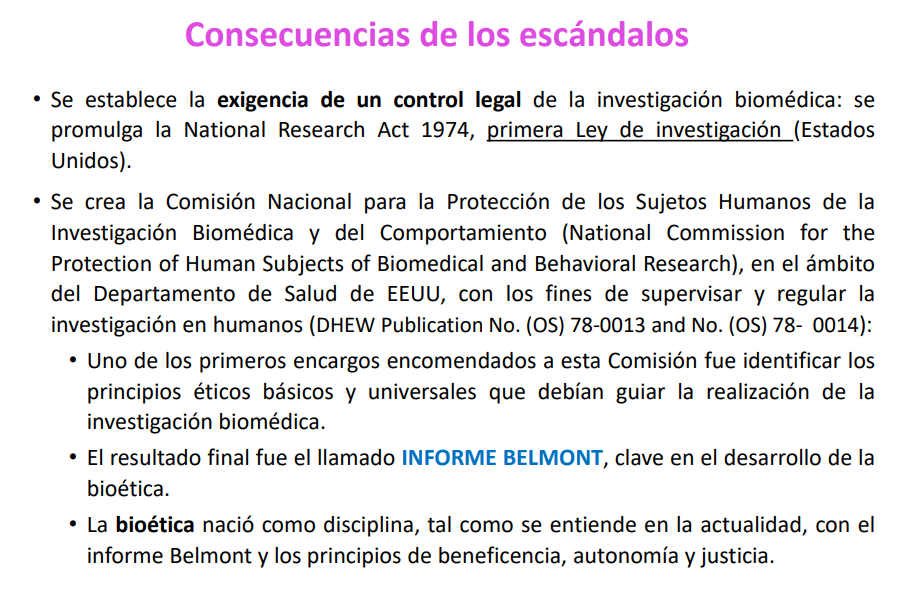 Consecuencias de los escándalos
• Se establece la exigencia de un control legal de la investigación biomédica: se
promulga la National Research Act 1974, primera Ley de investigación (Estados
Unidos).
• Se crea la Comisión Nacional para la Protección de los Sujetos Humanos de la
Investigación Biomédica y del Comportamiento (National Commission for the
Protection of Human Subjects of Biomedical and Behavioral Research), en el ámbito
del Departamento de Salud de EEUU, con los fines de supervisar y regular la
investigación en humanos (DHEW Publication No. (OS) 78-0013 and No. (OS) 78- 0014):
• Uno de los primeros encargos encomendados a esta Comisión fue identificar los
principios éticos básicos y universales que debían guiar la realización de la
investigación biomédica.
• El resultado final fue el llamado INFORME BELMONT, clave en el desarrollo de la
bioética.
• La bioética nació como disciplina, tal como se entiende en la actualidad, con el
informe Belmont y los principios de beneficencia, autonomía y justicia.